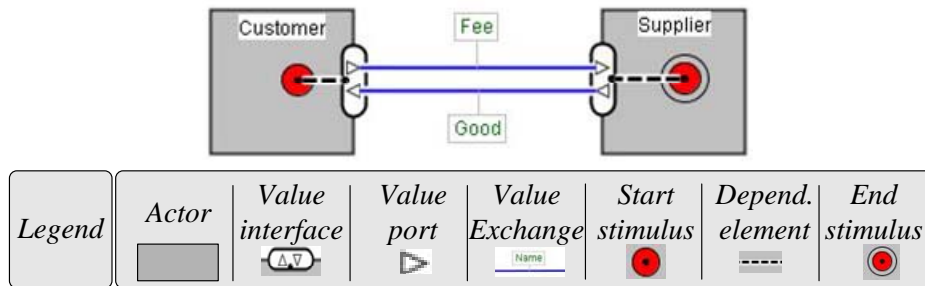 Customer
Fee
Supplier
Good
Legend
Actor
Value interface
Value port
Value Exchange
Name
Start stimulus
Depend. element
End stimulus